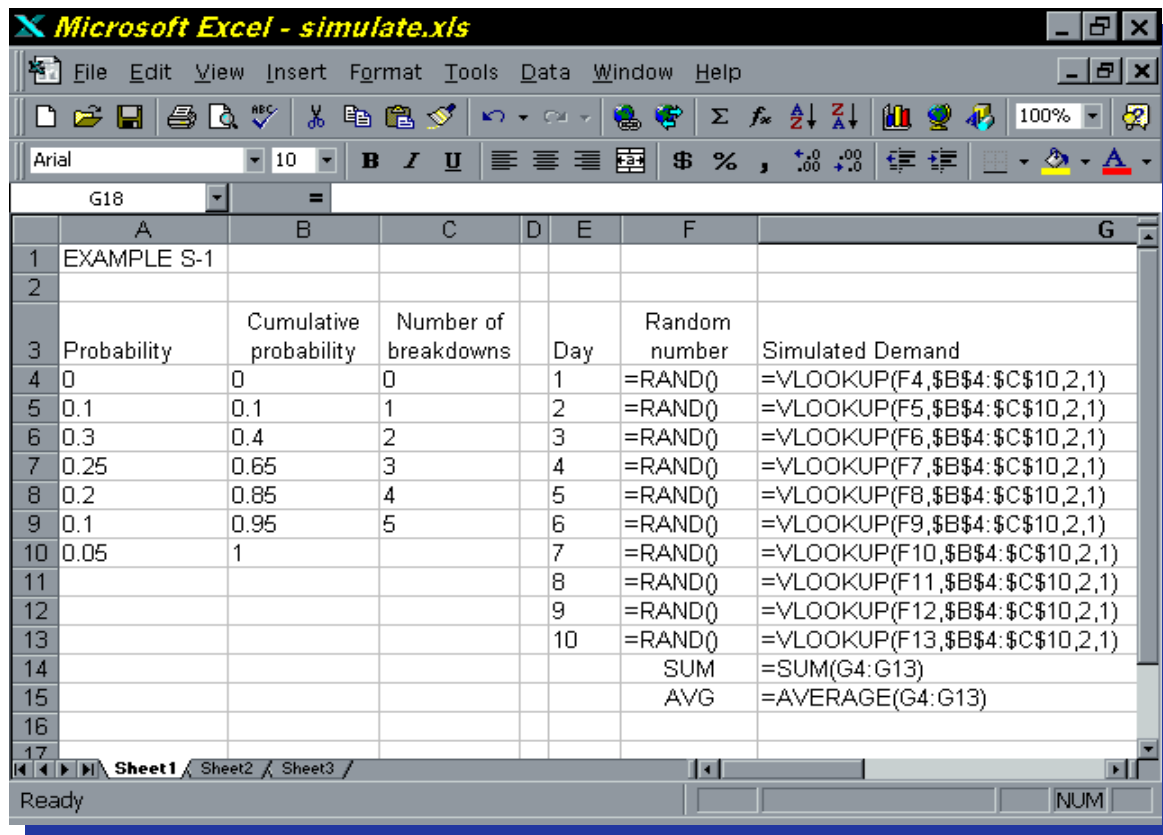 Microsoft Excel - simulate.xls
File Edit View Insert Format Tools Data Window Help
ABC Σ fx A Z Z A 100%
Arial 10 B I U a $ % , .0 .00 .00 .0 A
G18 =
A B C D E F G
1 EXAMPLE S-1
2
Cumulative Number of Random
3 Probability probability breakdowns Day number Simulated Demand
4 0 0 0 1 =RAND() =VLOOKUP(F4,$B$4:$C$10,2,1)
5 0.1 0.1 1 2 =RAND() =VLOOKUP(F5,$B$4:$C$10,2,1)
6 0.3 0.4 2 3 =RAND() =VLOOKUP(F6,$B$4:$C$10,2,1)
7 0.25 0.65 3 4 =RAND() =VLOOKUP(F7,$B$4:$C$10,2,1)
8 0.2 0.85 4 5 =RAND() =VLOOKUP(F8,$B$4:$C$10,2,1)
9 0.1 0.95 5 6 =RAND() =VLOOKUP(F9,$B$4:$C$10,2,1)
10 0.05 1 7 =RAND() =VLOOKUP(F10,$B$4:$C$10,2,1)
11 8 =RAND() =VLOOKUP(F11,$B$4:$C$10,2,1)
12 9 =RAND() =VLOOKUP(F12,$B$4:$C$10,2,1)
13 10 =RAND() =VLOOKUP(F13,$B$4:$C$10,2,1)
14 SUM =SUM(G4:G13)
15 AVG =AVERAGE(G4:G13)
16
17
Sheet1 Sheet2 Sheet3
Ready NUM